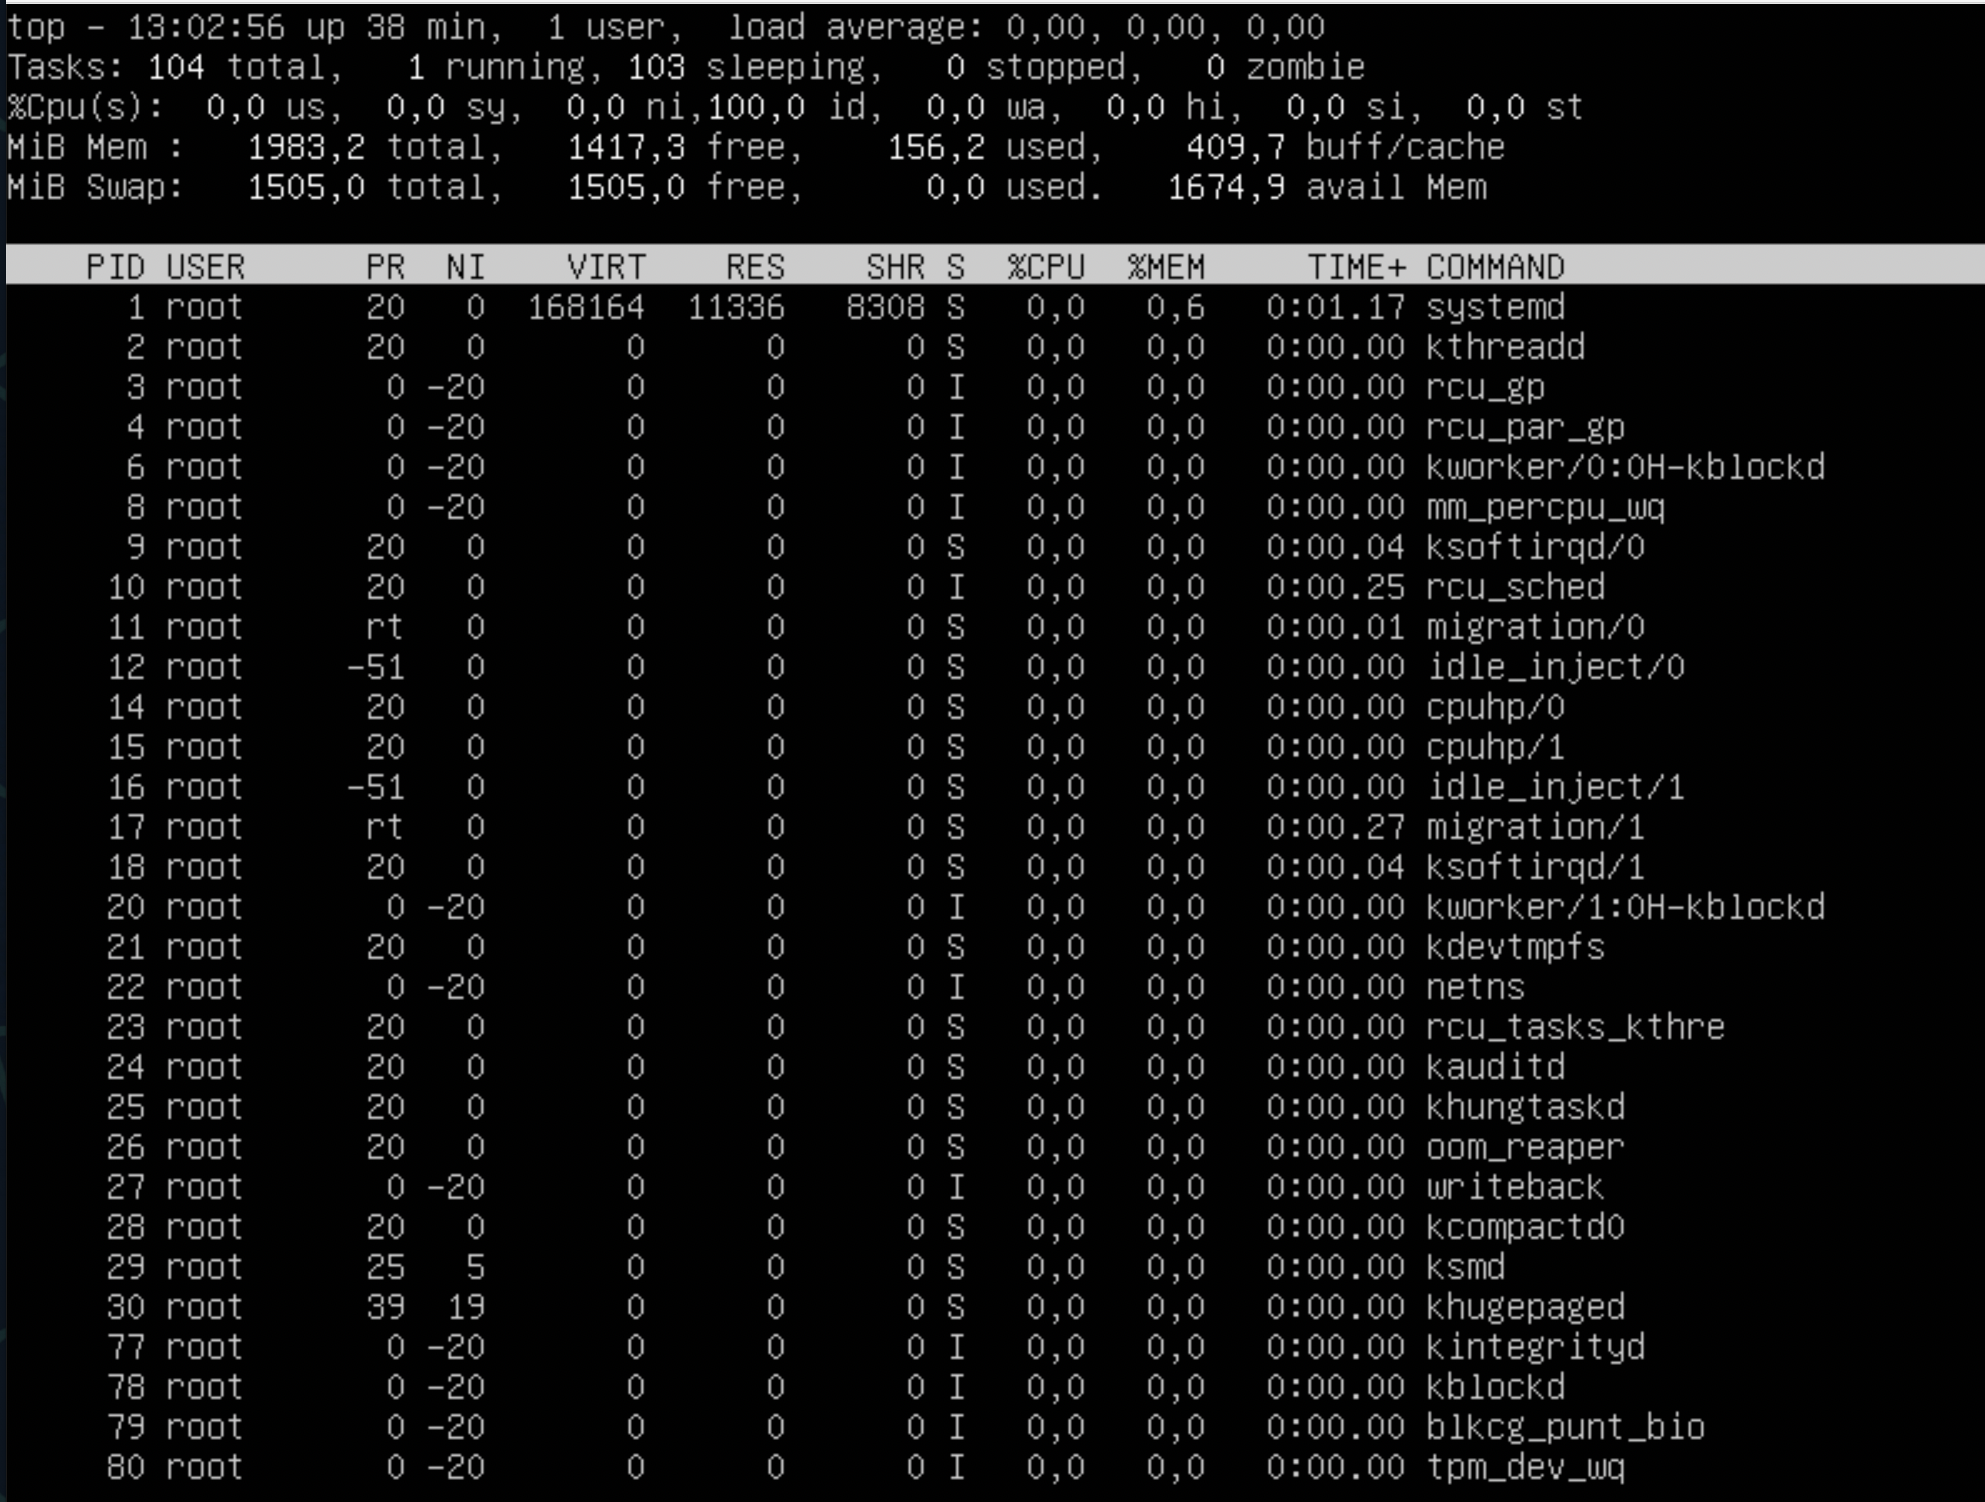 top - 13:02:56 up 38 min,  1 user,  load average: 0,00, 0,00, 0,00
Tasks: 104 total,   1 running, 103 sleeping,   0 stopped,   0 zombie
%Cpu(s):  0,0 us,  0,0 sy,  0,0 ni,100,0 id,  0,0 wa,  0,0 hi,  0,0 si,  0,0 st
MiB Mem :   1983,2 total,   1417,3 free,    156,2 used,    409,7 buff/cache
MiB Swap:   1505,0 total,   1505,0 free,      0,0 used.   1674,9 avail Mem
PID USER      PR  NI    VIRT    RES    SHR S  %CPU  %MEM     TIME+ COMMAND
1 root      20   0  168164  11336   8308 S   0,0   0,6   0:01.17 systemd
2 root      20   0       0      0      0 S   0,0   0,0   0:00.00 kthreadd
3 root       0 -20       0      0      0 I   0,0   0,0   0:00.00 rcu_gp
4 root       0 -20       0      0      0 I   0,0   0,0   0:00.00 rcu_par_gp
6 root       0 -20       0      0      0 I   0,0   0,0   0:00.00 kworker/0:0H-kblockd
8 root       0 -20       0      0      0 I   0,0   0,0   0:00.00 mm_percpu_wq
9 root      20   0       0      0      0 S   0,0   0,0   0:00.04 ksoftirqd/0
10 root      20   0       0      0      0 I   0,0   0,0   0:00.25 rcu_sched
11 root      rt   0       0      0      0 S   0,0   0,0   0:00.01 migration/0
12 root     -51   0       0      0      0 S   0,0   0,0   0:00.00 idle_inject/0
14 root      20   0       0      0      0 S   0,0   0,0   0:00.00 cpuhp/0
15 root      20   0       0      0      0 S   0,0   0,0   0:00.00 cpuhp/1
16 root     -51   0       0      0      0 S   0,0   0,0   0:00.00 idle_inject/1
17 root      rt   0       0      0      0 S   0,0   0,0   0:00.27 migration/1
18 root      20   0       0      0      0 S   0,0   0,0   0:00.04 ksoftirqd/1
20 root       0 -20       0      0      0 I   0,0   0,0   0:00.00 kworker/1:0H-kblockd
21 root      20   0       0      0      0 S   0,0   0,0   0:00.00 kdevtmpfs
22 root       0 -20       0      0      0 I   0,0   0,0   0:00.00 netns
23 root      20   0       0      0      0 S   0,0   0,0   0:00.00 rcu_tasks_kthre
24 root      20   0       0      0      0 S   0,0   0,0   0:00.00 kauditd
25 root      20   0       0      0      0 S   0,0   0,0   0:00.00 khungtaskd
26 root      20   0       0      0      0 S   0,0   0,0   0:00.00 oom_reaper
27 root       0 -20       0      0      0 I   0,0   0,0   0:00.00 writeback
28 root      20   0       0      0      0 S   0,0   0,0   0:00.00 kcompactd0
29 root      25   5       0      0      0 S   0,0   0,0   0:00.00 ksmd
30 root      39  19       0      0      0 S   0,0   0,0   0:00.00 khugepaged
77 root       0 -20       0      0      0 I   0,0   0,0   0:00.00 kintegrityd
78 root       0 -20       0      0      0 I   0,0   0,0   0:00.00 kblockd
79 root       0 -20       0      0      0 I   0,0   0,0   0:00.00 blkcg_punt_bio
80 root       0 -20       0      0      0 I   0,0   0,0   0:00.00 tpm_dev_wq